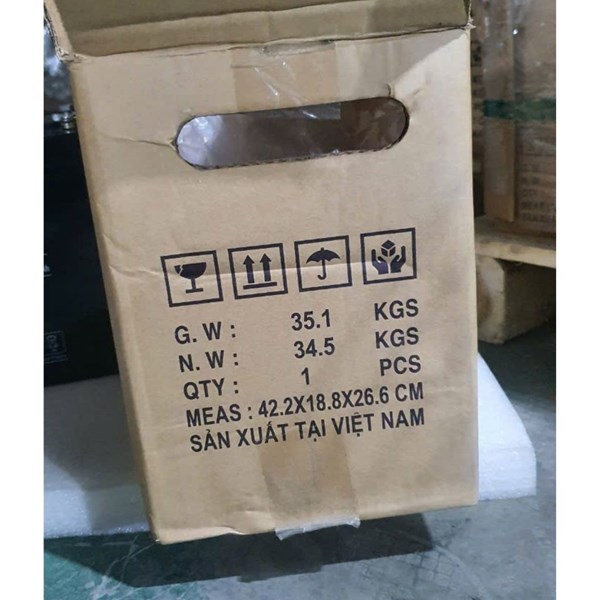 G. W : 35.1 KGS
N. W : 34.5 KGS
QTY : 1 PCS
MEAS : 42.2X18.8X26.6 CM
SẢN XUẤT TẠI VIỆT NAM